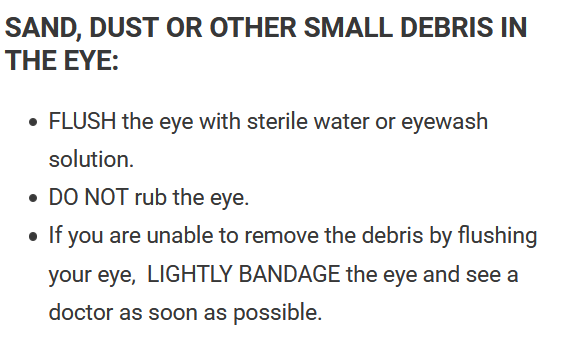 SAND, DUST OR OTHER SMALL DEBRIS IN
THE EYE:
• FLUSH the eye with sterile water or eyewash
solution.
• DO NOT rub the eye.
• If you are unable to remove the debris by flushing
your eye,  LIGHTLY BANDAGE the eye and see a
doctor as soon as possible.